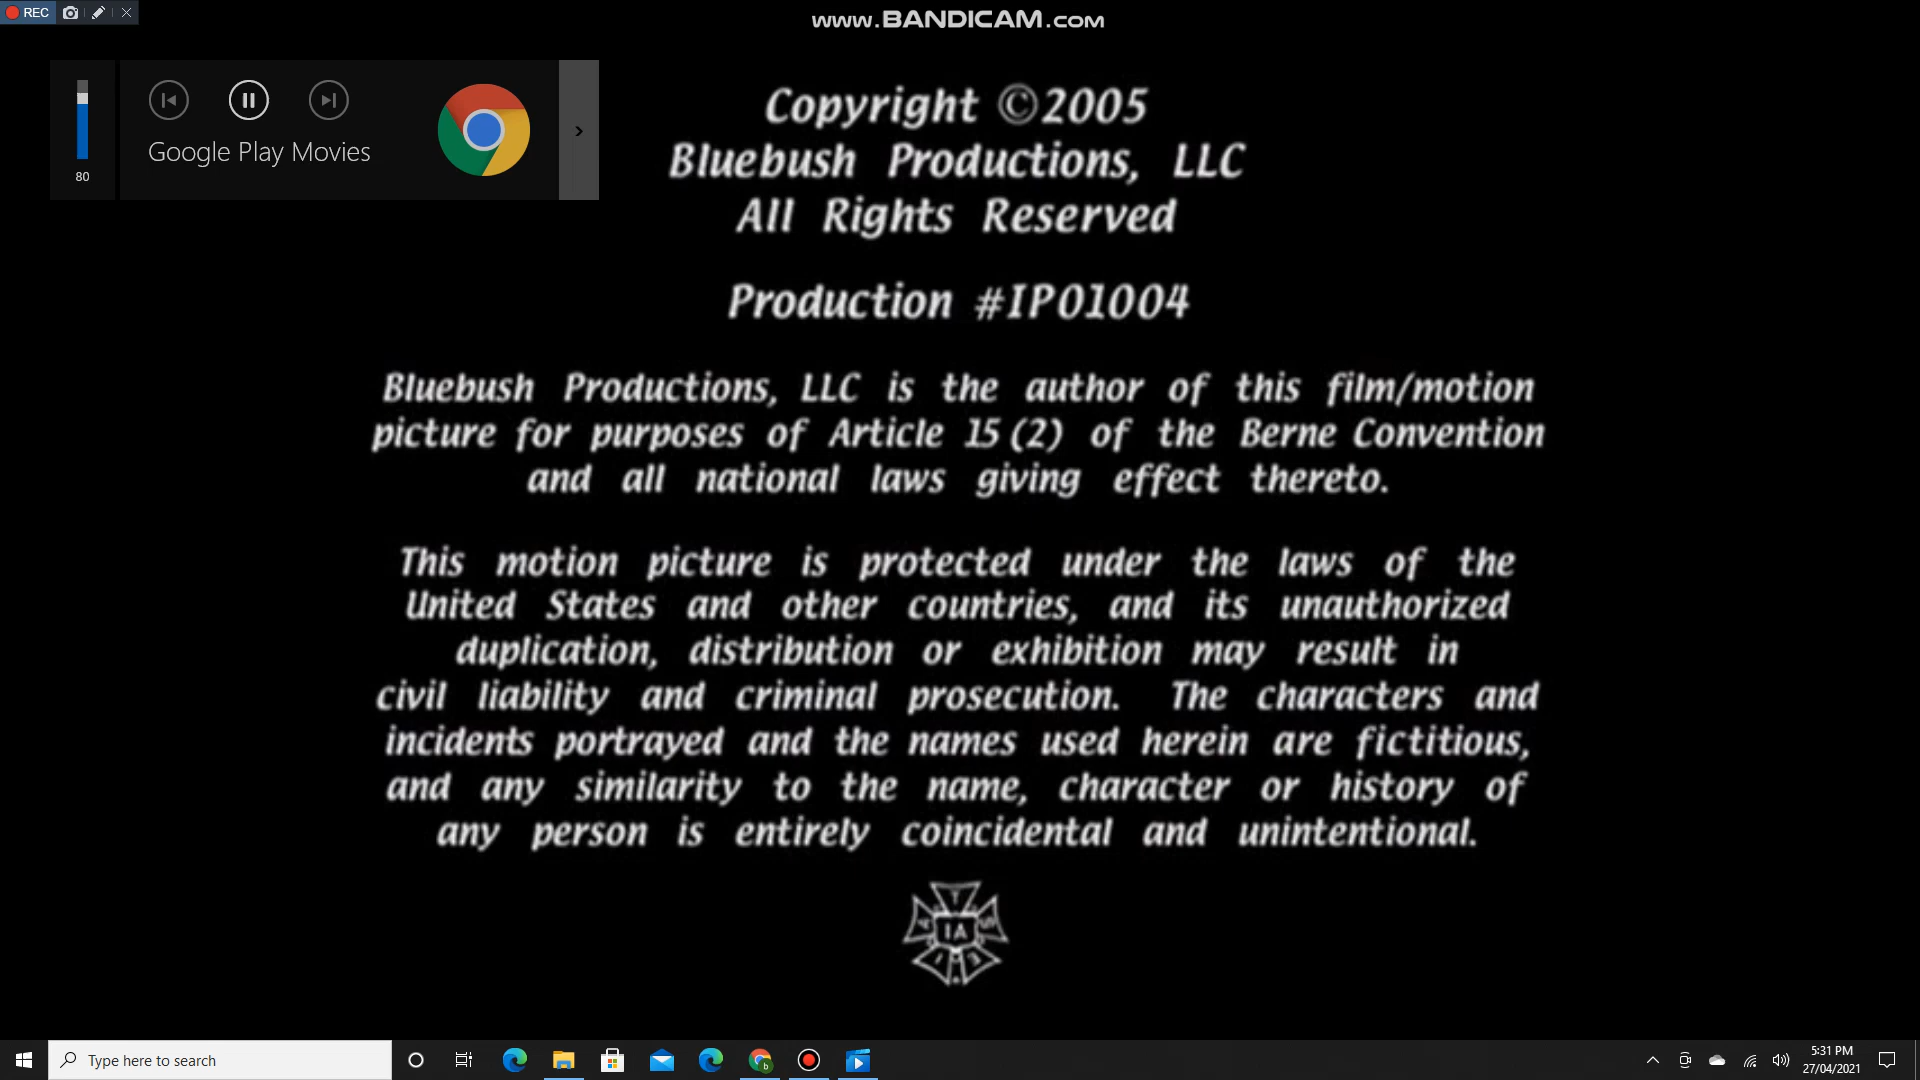 REC
www.BANDICAM.com
80
Google Play Movies
Copyright ©2005
Bluebush Productions, LLC
All Rights Reserved
Production #IP01004
Bluebush Productions, LLC is the author of this film/motion
picture for purposes of Article 15 (2) of the Berne Convention
and all national laws giving effect thereto.
This motion picture is protected under the laws of the
United States and other countries, and its unauthorized
duplication, distribution or exhibition may result in
civil liability and criminal prosecution. The characters and
incidents portrayed and the names used herein are fictitious,
and any similarity to the name, character or history of
any person is entirely coincidental and unintentional.
IA
Type here to search
5:31 PM
27/04/2021